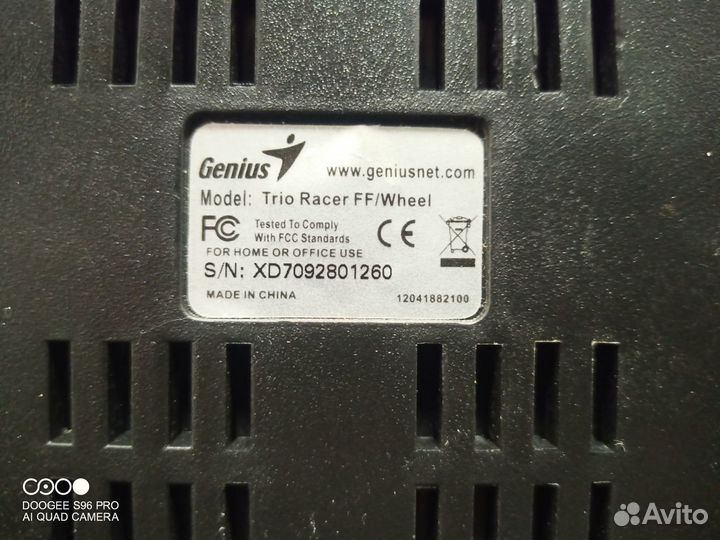 Genius
www.geniusnet.com
Model: Trio Racer FF/Wheel
FC Tested To Comply
With FCC Standards
CE
FOR HOME OR OFFICE USE
S/N: XD7092801260
MADE IN CHINA
12041882100
DOOGEE S96 PRO
AI QUAD CAMERA
Avito